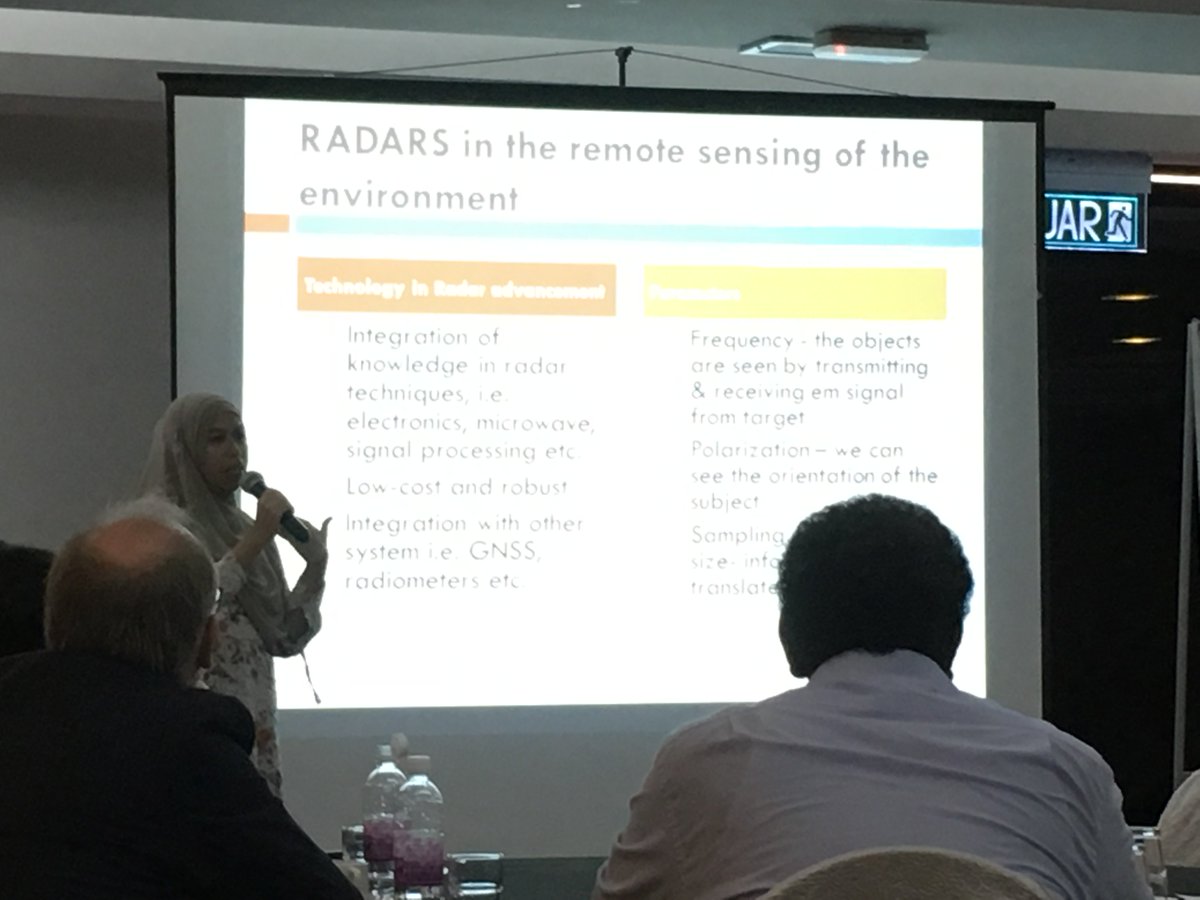 RADARS in the remote sensing of the
environment
Technology in Radar advancement
Integration of
knowledge in radar
techniques, i.e.
electronics, microwave,
signal processing etc.
Low-cost and robust
Integration with other
system i.e. GNSS,
radiometers etc.
Parameters
Frequency - the objects
are seen by transmitting
& receiving em signal
from target
Polarization – we can
see the orientation of the
subject
Sampling
size- info
translate
UAR